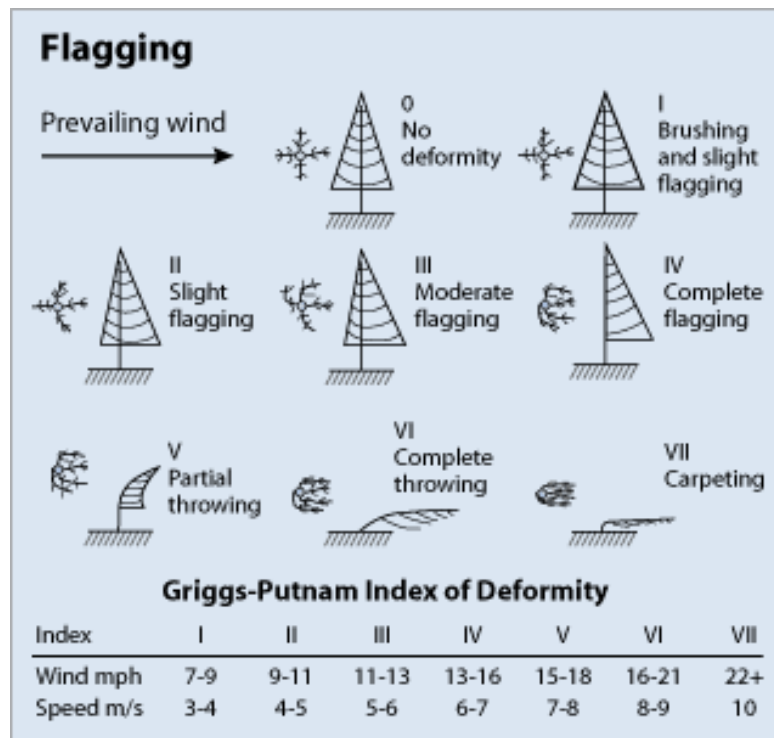 Flagging
Prevailing wind
0
No
deformity
I
Brushing
and slight
flagging
II
Slight
flagging
III
Moderate
flagging
IV
Complete
flagging
V
Partial
throwing
VI
Complete
throwing
VII
Carpeting
Griggs-Putnam Index of Deformity
Index I II III IV V VI VII
Wind mph 7-9 9-11 11-13 13-16 15-18 16-21 22+
Speed m/s 3-4 4-5 5-6 6-7 7-8 8-9 10